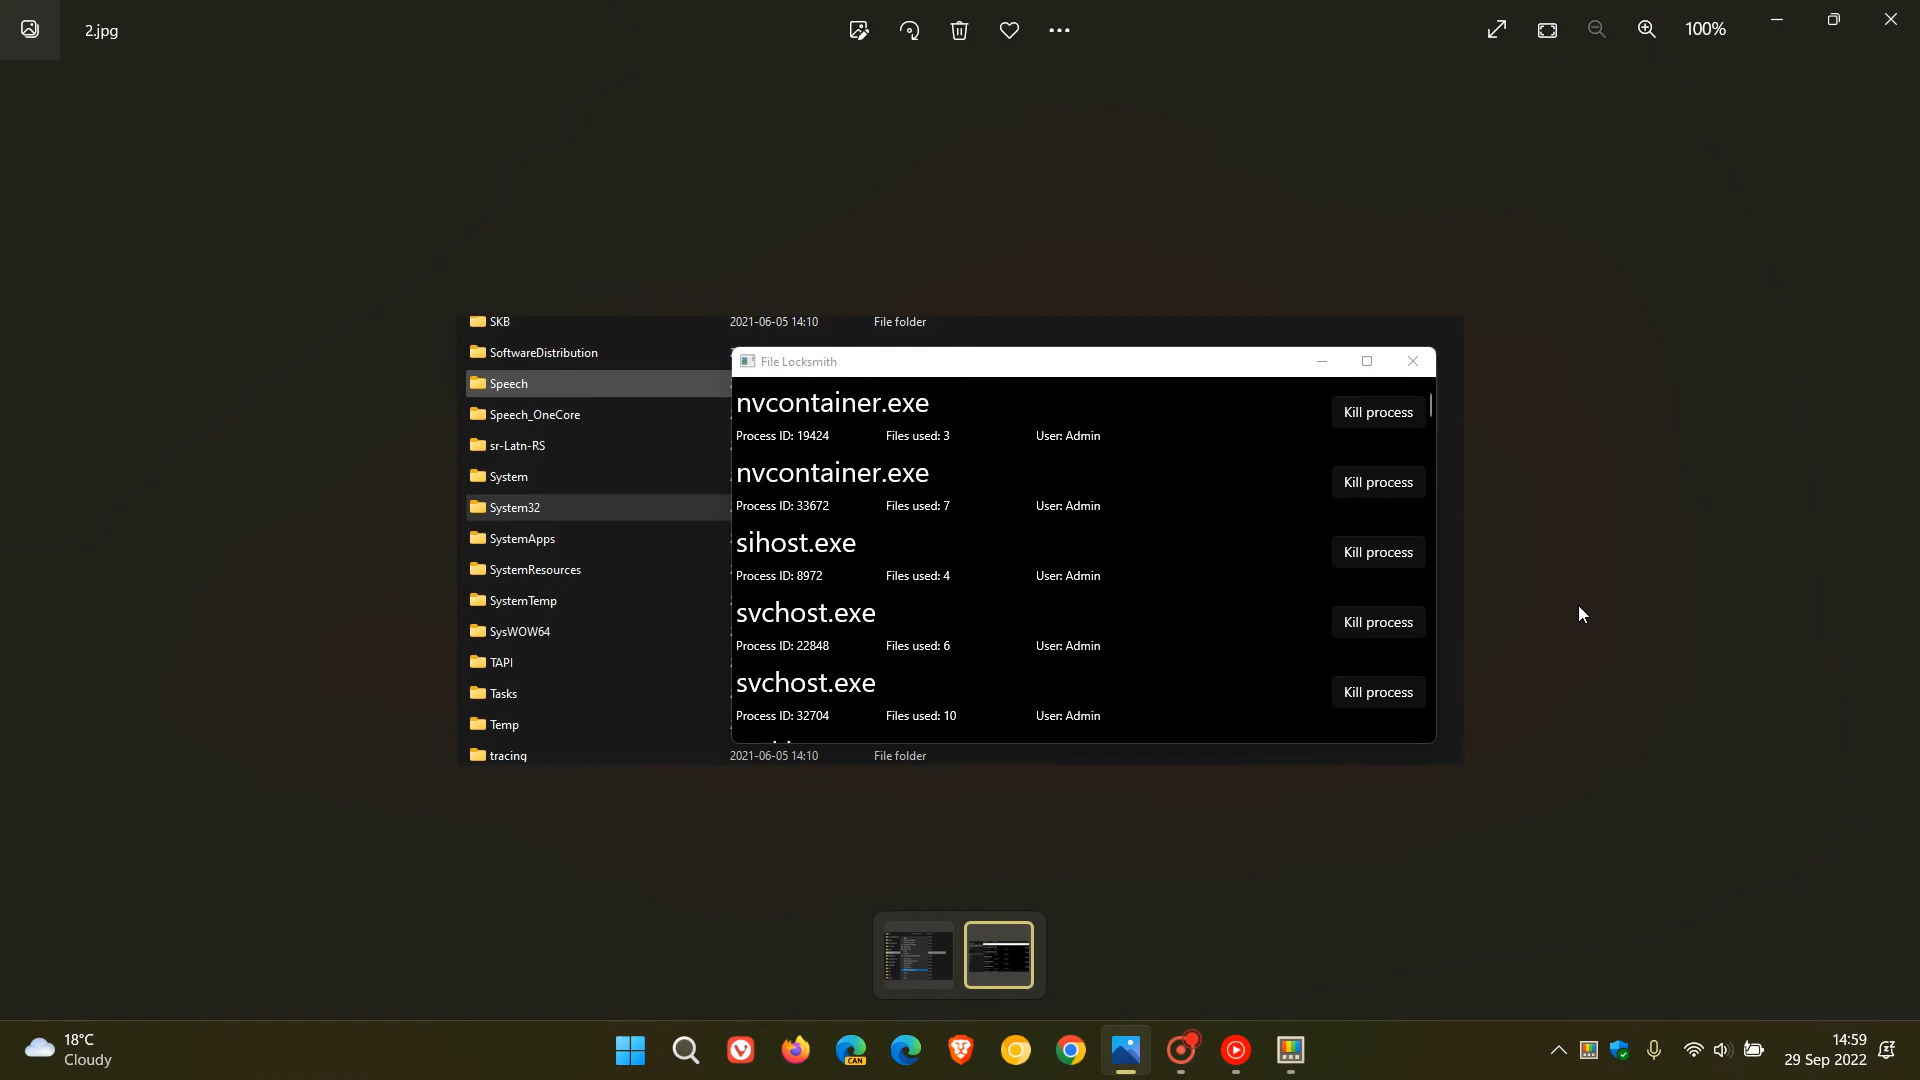 2.jpg
100%
SKB 2021-06-05 14:10 File folder
SoftwareDistribution
Speech
Speech_OneCore
sr-Latn-RS
System
System32
SystemApps
SystemResources
SystemTemp
SysWOW64
TAPI
Tasks
Temp
tracing 2021-06-05 14:10 File folder
File Locksmith
nvcontainer.exe
Kill process
Process ID: 19424 Files used: 3 User: Admin
nvcontainer.exe
Kill process
Process ID: 33672 Files used: 7 User: Admin
sihost.exe
Kill process
Process ID: 8972 Files used: 4 User: Admin
svchost.exe
Kill process
Process ID: 22848 Files used: 6 User: Admin
svchost.exe
Kill process
Process ID: 32704 Files used: 10 User: Admin
18°C
Cloudy
CAN
14:59
29 Sep 2022